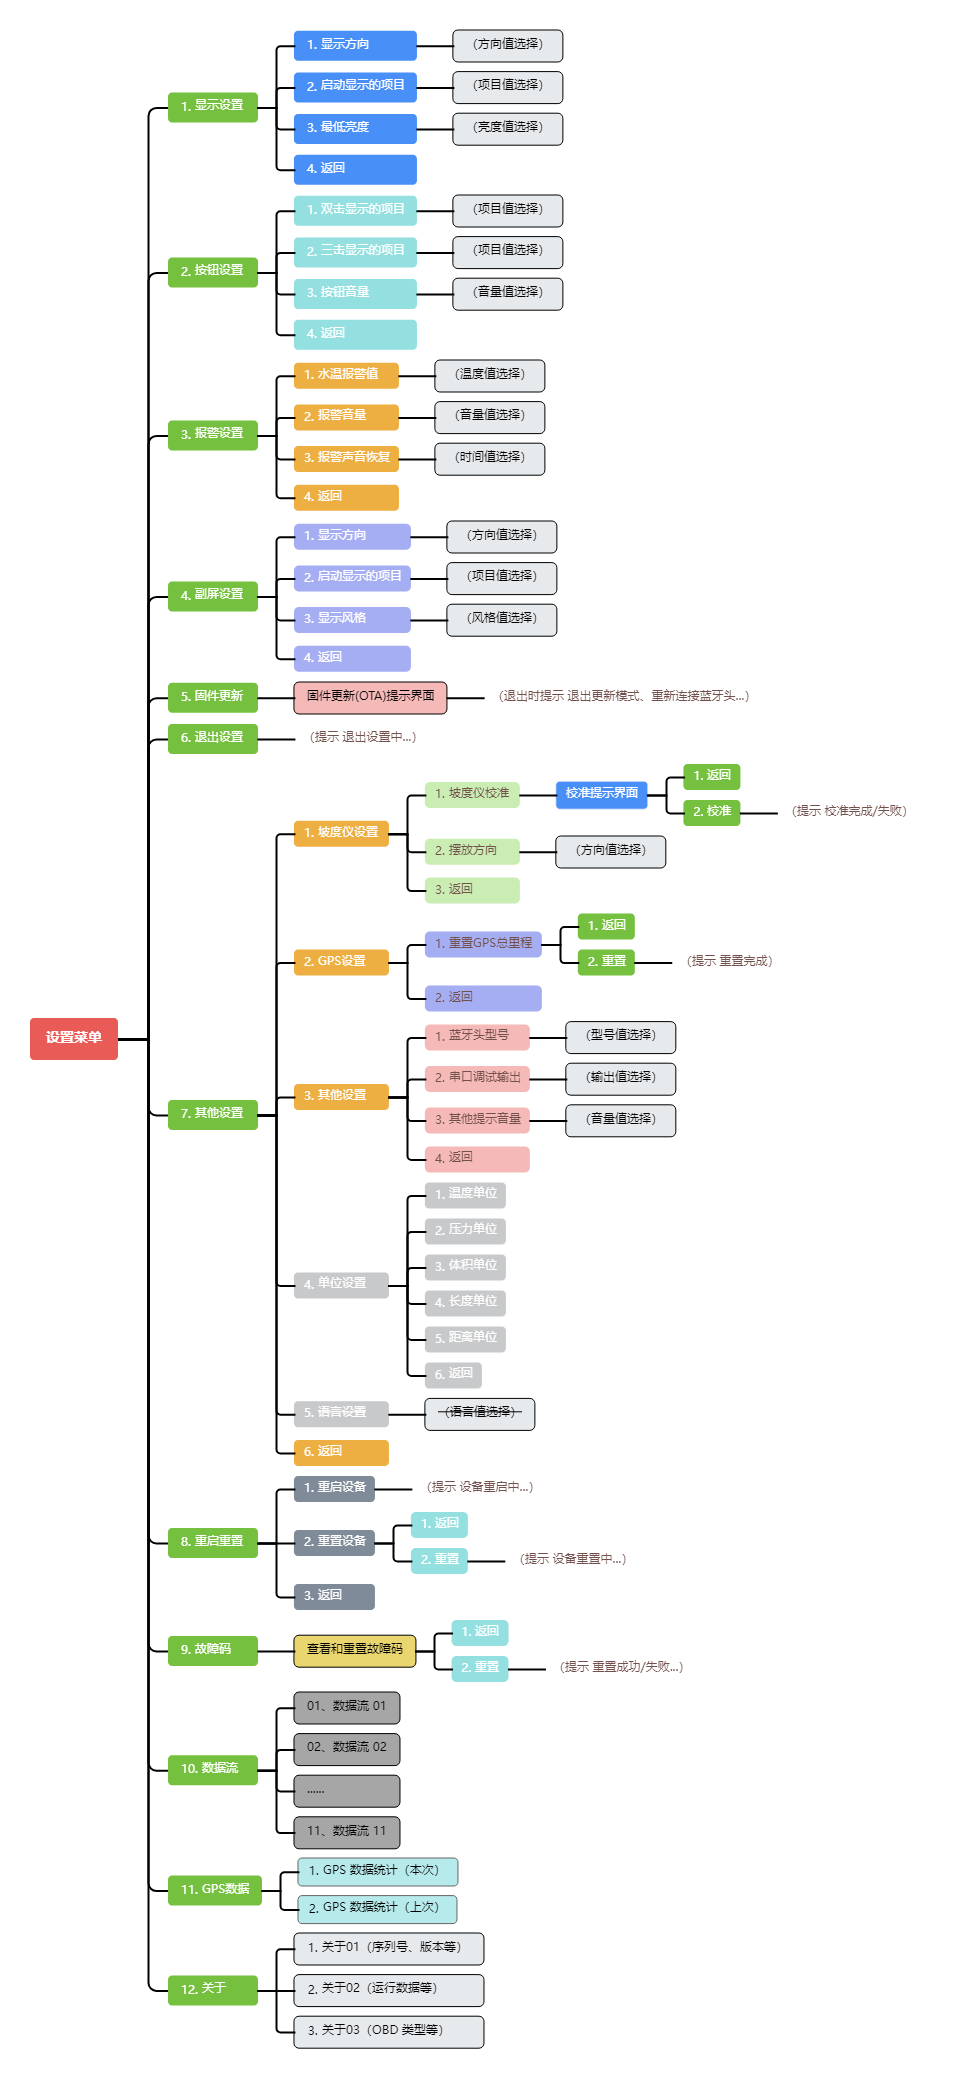 设置菜单
1. 显示设置
1. 显示方向
（方向值选择）
2. 启动显示的项目
（项目值选择）
3. 最低亮度
（亮度值选择）
4. 返回
2. 按钮设置
1. 双击显示的项目
（项目值选择）
2. 三击显示的项目
（项目值选择）
3. 按钮音量
（音量值选择）
4. 返回
3. 报警设置
1. 水温报警值
（温度值选择）
2. 报警音量
（音量值选择）
3. 报警声音恢复
（时间值选择）
4. 返回
4. 副屏设置
1. 显示方向
（方向值选择）
2. 启动显示的项目
（项目值选择）
3. 显示风格
（风格值选择）
4. 返回
5. 固件更新
固件更新(OTA)提示界面
（退出时提示 退出更新模式、重新连接蓝牙头...）
6. 退出设置
（提示 退出设置中...）
7. 其他设置
1. 坡度仪设置
1. 坡度仪校准
校准提示界面
1. 返回
2. 校准
（提示 校准完成/失败）
2. 摆放方向
（方向值选择）
3. 返回
2. GPS设置
1. 重置GPS总里程
1. 返回
2. 重置
（提示 重置完成）
2. 返回
3. 其他设置
1. 蓝牙头型号
（型号值选择）
2. 串口调试输出
（输出值选择）
3. 其他提示音量
（音量值选择）
4. 返回
4. 单位设置
1. 温度单位
2. 压力单位
3. 体积单位
4. 长度单位
5. 距离单位
6. 返回
5. 语言设置
（语言值选择）
6. 返回
8. 重启重置
1. 重启设备
（提示 设备重启中...）
2. 重置设备
1. 返回
2. 重置
（提示 设备重置中...）
3. 返回
9. 故障码
查看和重置故障码
1. 返回
2. 重置
（提示 重置成功/失败...）
10. 数据流
01、数据流 01
02、数据流 02
......
11、数据流 11
11. GPS数据
1. GPS 数据统计（本次）
2. GPS 数据统计（上次）
12. 关于
1. 关于01（序列号、版本等）
2. 关于02（运行数据等）
3. 关于03（OBD 类型等）